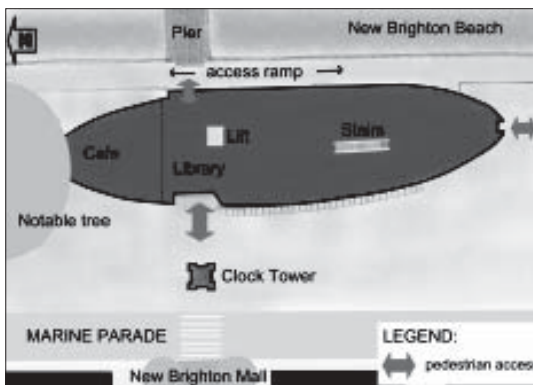 N
Pier
New Brighton Beach
access ramp
Lift
Stairs
Cafe
Library
Notable tree
Clock Tower
MARINE PARADE
LEGEND:
pedestrian access
New Brighton Mall